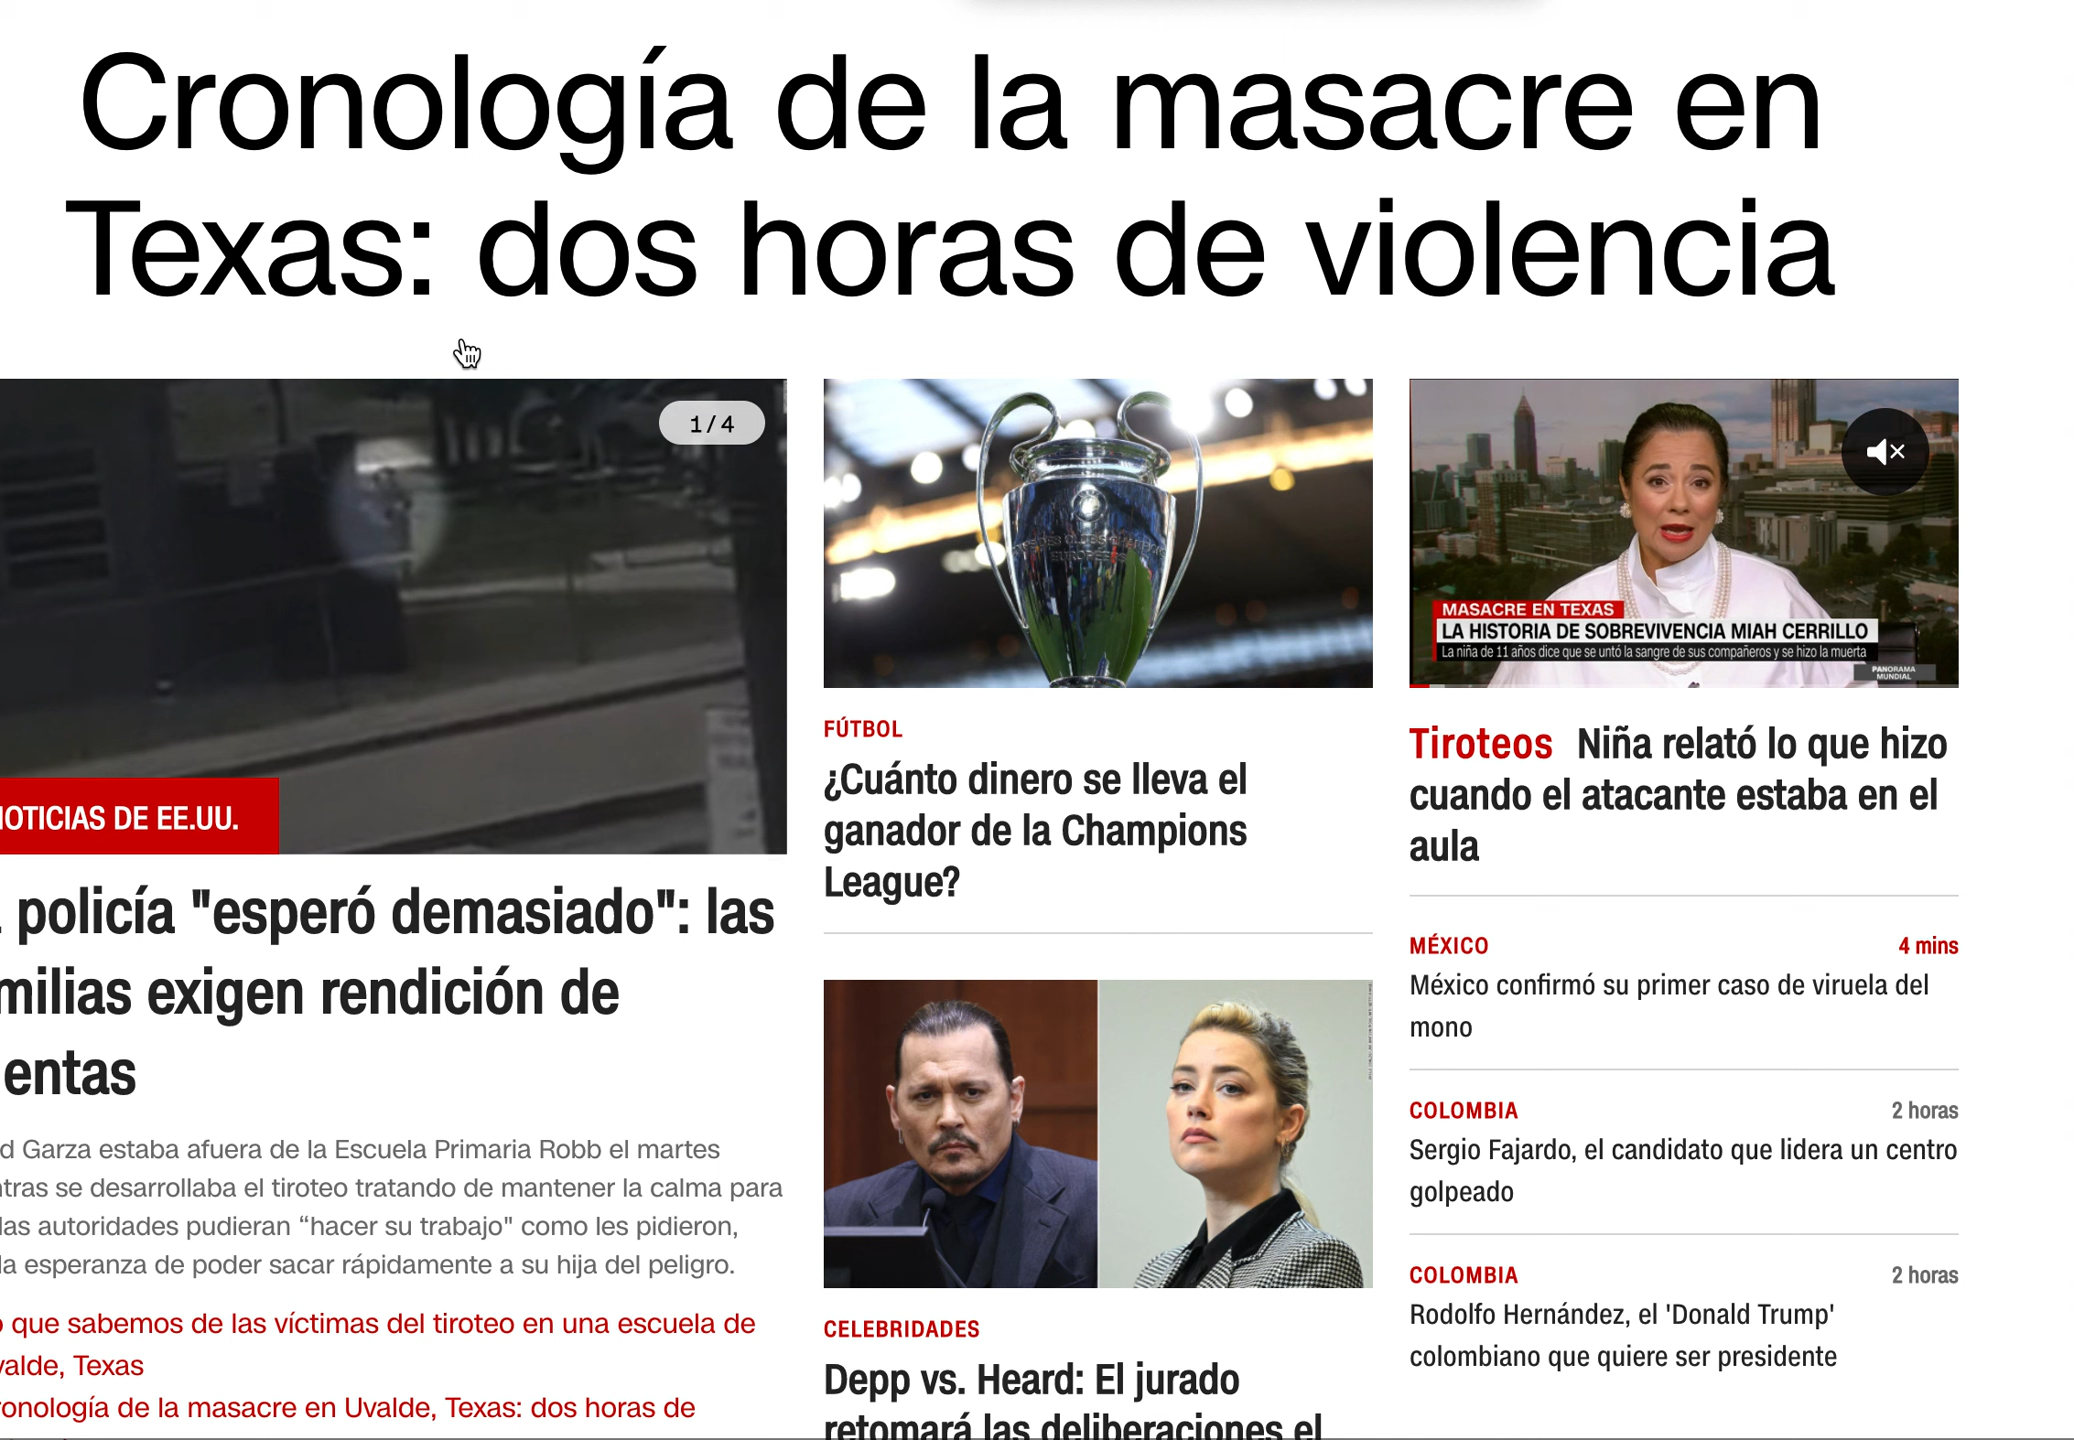 Cronología de la masacre en
Texas: dos horas de violencia
1/4
NOTICIAS DE EE.UU.
policía "esperó demasiado": las
milias exigen rendición de
entas
d Garza estaba afuera de la Escuela Primaria Robb el martes
ntras se desarrollaba el tiroteo tratando de mantener la calma para
las autoridades pudieran “hacer su trabajo" como les pidieron,
la esperanza de poder sacar rápidamente a su hija del peligro.
o que sabemos de las víctimas del tiroteo en una escuela de
valde, Texas
ronología de la masacre en Uvalde, Texas: dos horas de
FÚTBOL
¿Cuánto dinero se lleva el
ganador de la Champions
League?
CELEBRIDADES
Depp vs. Heard: El jurado
retomará las deliberaciones el
MASACRE EN TEXAS
LA HISTORIA DE SOBREVIVENCIA MIAH CERRILLO
La niña de 11 años dice que se untó la sangre de sus compañeros y se hizo la muerta
PANORAMA
MUNDIAL
Tiroteos Niña relató lo que hizo
cuando el atacante estaba en el
aula
MÉXICO 4 mins
México confirmó su primer caso de viruela del
mono
COLOMBIA 2 horas
Sergio Fajardo, el candidato que lidera un centro
golpeado
COLOMBIA 2 horas
Rodolfo Hernández, el 'Donald Trump'
colombiano que quiere ser presidente